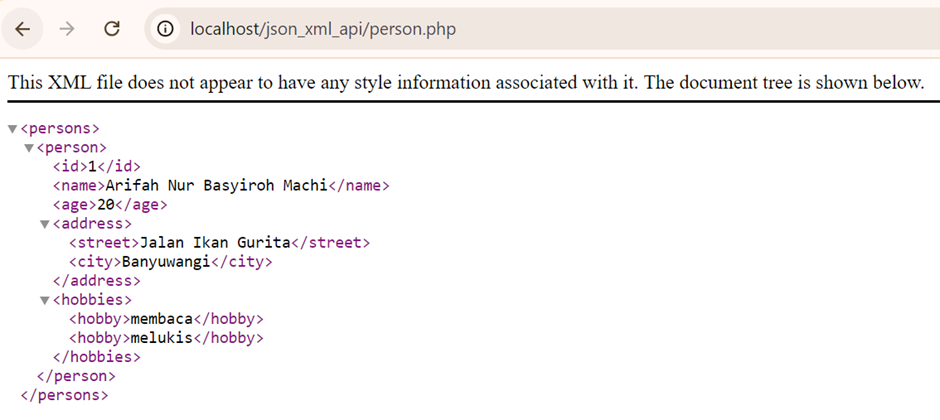 localhost/json_xml_api/person.php
This XML file does not appear to have any style information associated with it. The document tree is shown below.
<persons>
<person>
<id>1</id>
<name>Arifah Nur Basyiroh Machi</name>
<age>20</age>
<address>
<street>Jalan Ikan Gurita</street>
<city>Banyuwangi</city>
</address>
<hobbies>
<hobby>membaca</hobby>
<hobby>melukis</hobby>
</hobbies>
</person>
</persons>